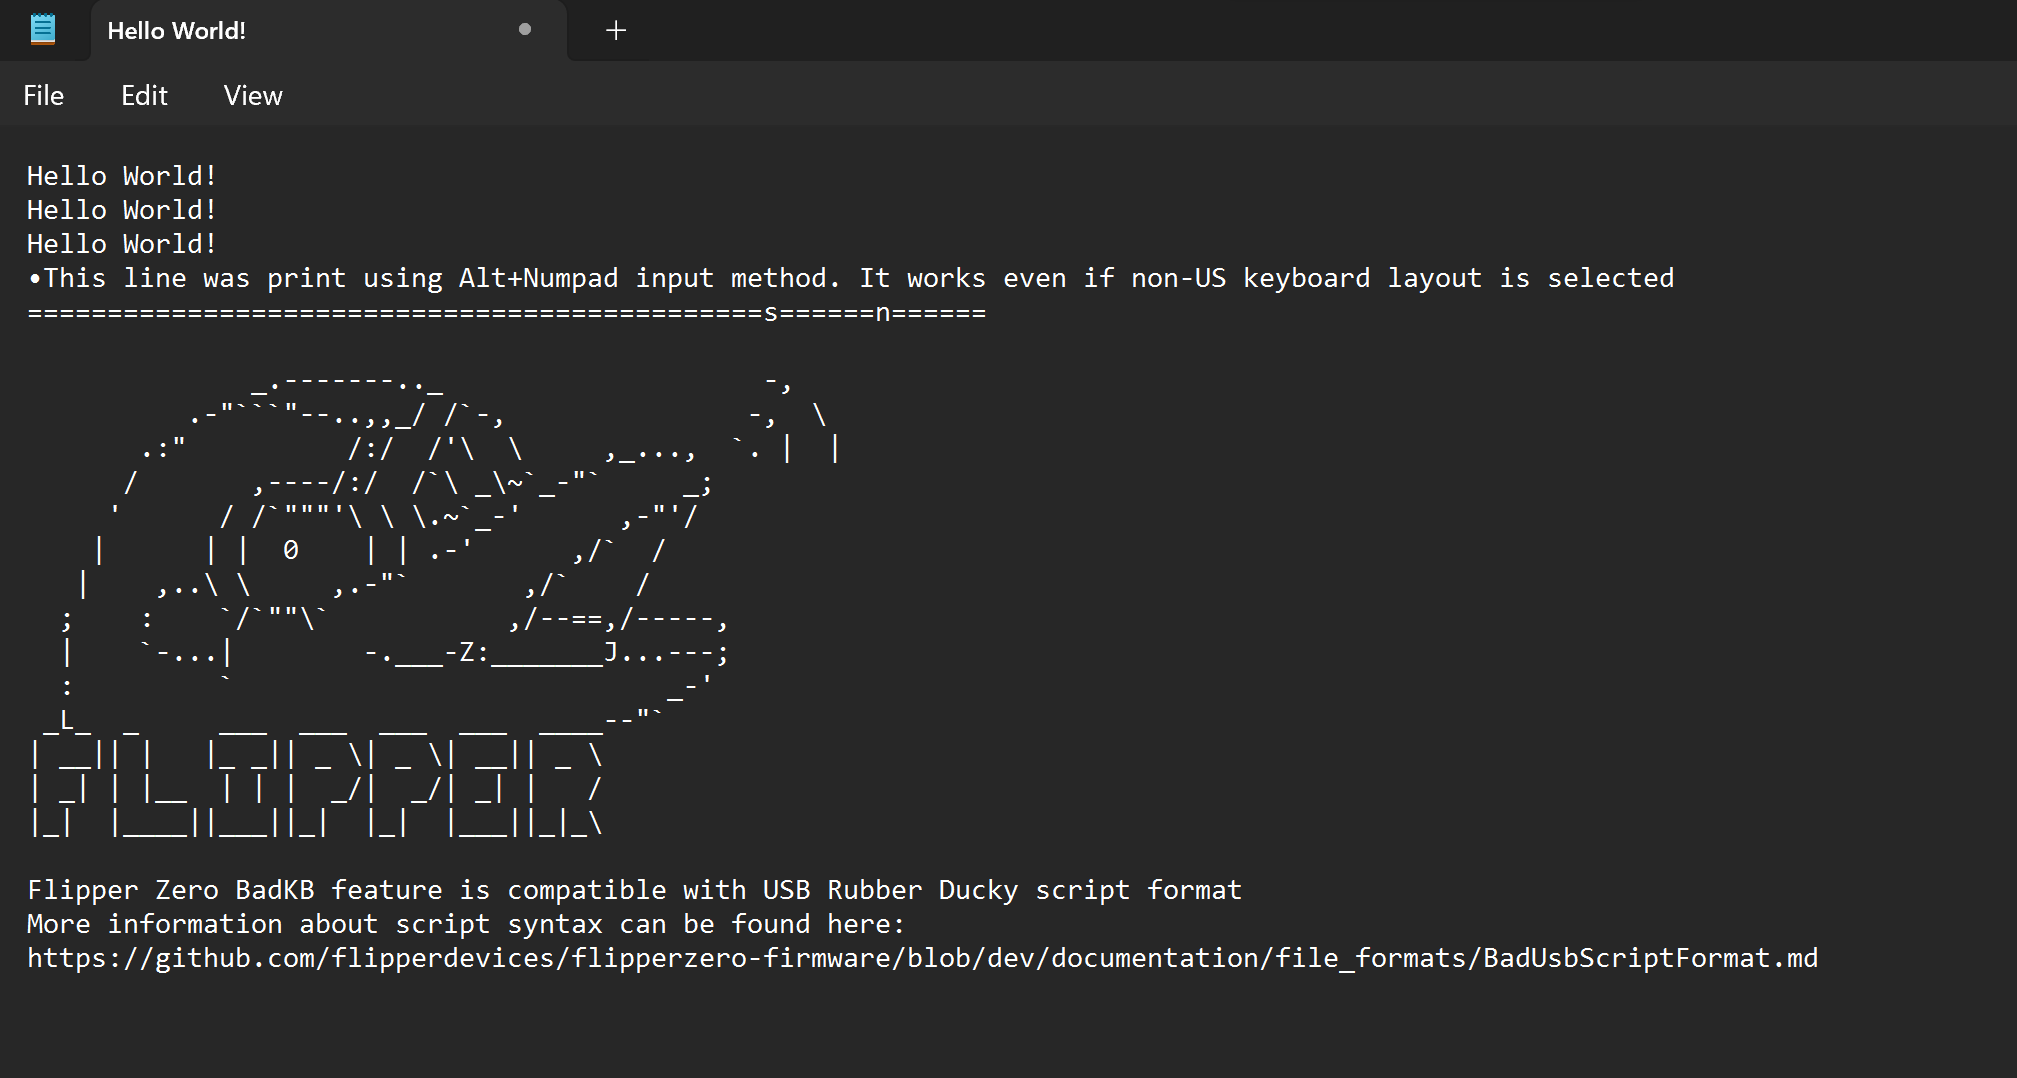 Hello World!
File Edit View
Hello World!
Hello World!
Hello World!
•This line was print using Alt+Numpad input method. It works even if non-US keyboard layout is selected
==============================================s======n======
              _.-------.._                    -,
          .-"```"--..,,_/ /`-,               -,  \
       .:"          /:/  /'\  \     ,_...,  `. |  |
      /       ,----/:/  /`\ _\~`_-"`     _;
     '      / /`"""'\ \ \.~`_-'      ,-"'/
    |      | |  0    | | .-'      ,/`  /
   |    ,..\ \     ,.-"`       ,/`    /
  ;    :    `/`""\`           ,/--==,/-----,
  |    `-...|        -.___-Z:_______J...---;
  :         `                           _-'
 _L_  _     ___  ___  ___  ___  ____--"`
| __|| |   |_ _|| _ \| _ \| __|| _ \
| _| | |__  | | |  _/|  _/| _| |   /
|_|  |____||___||_|  |_|  |___||_|_\
Flipper Zero BadKB feature is compatible with USB Rubber Ducky script format
More information about script syntax can be found here:
https://github.com/flipperdevices/flipperzero-firmware/blob/dev/documentation/file_formats/BadUsbScriptFormat.md